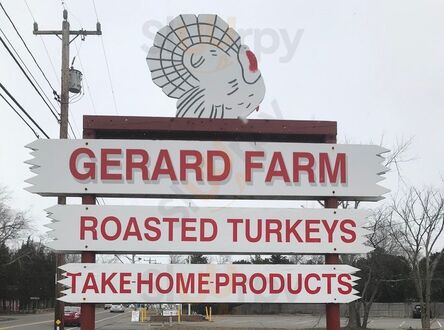 GERARD FARM
ROASTED TURKEYS
TAKE-HOME-PRODUCTS